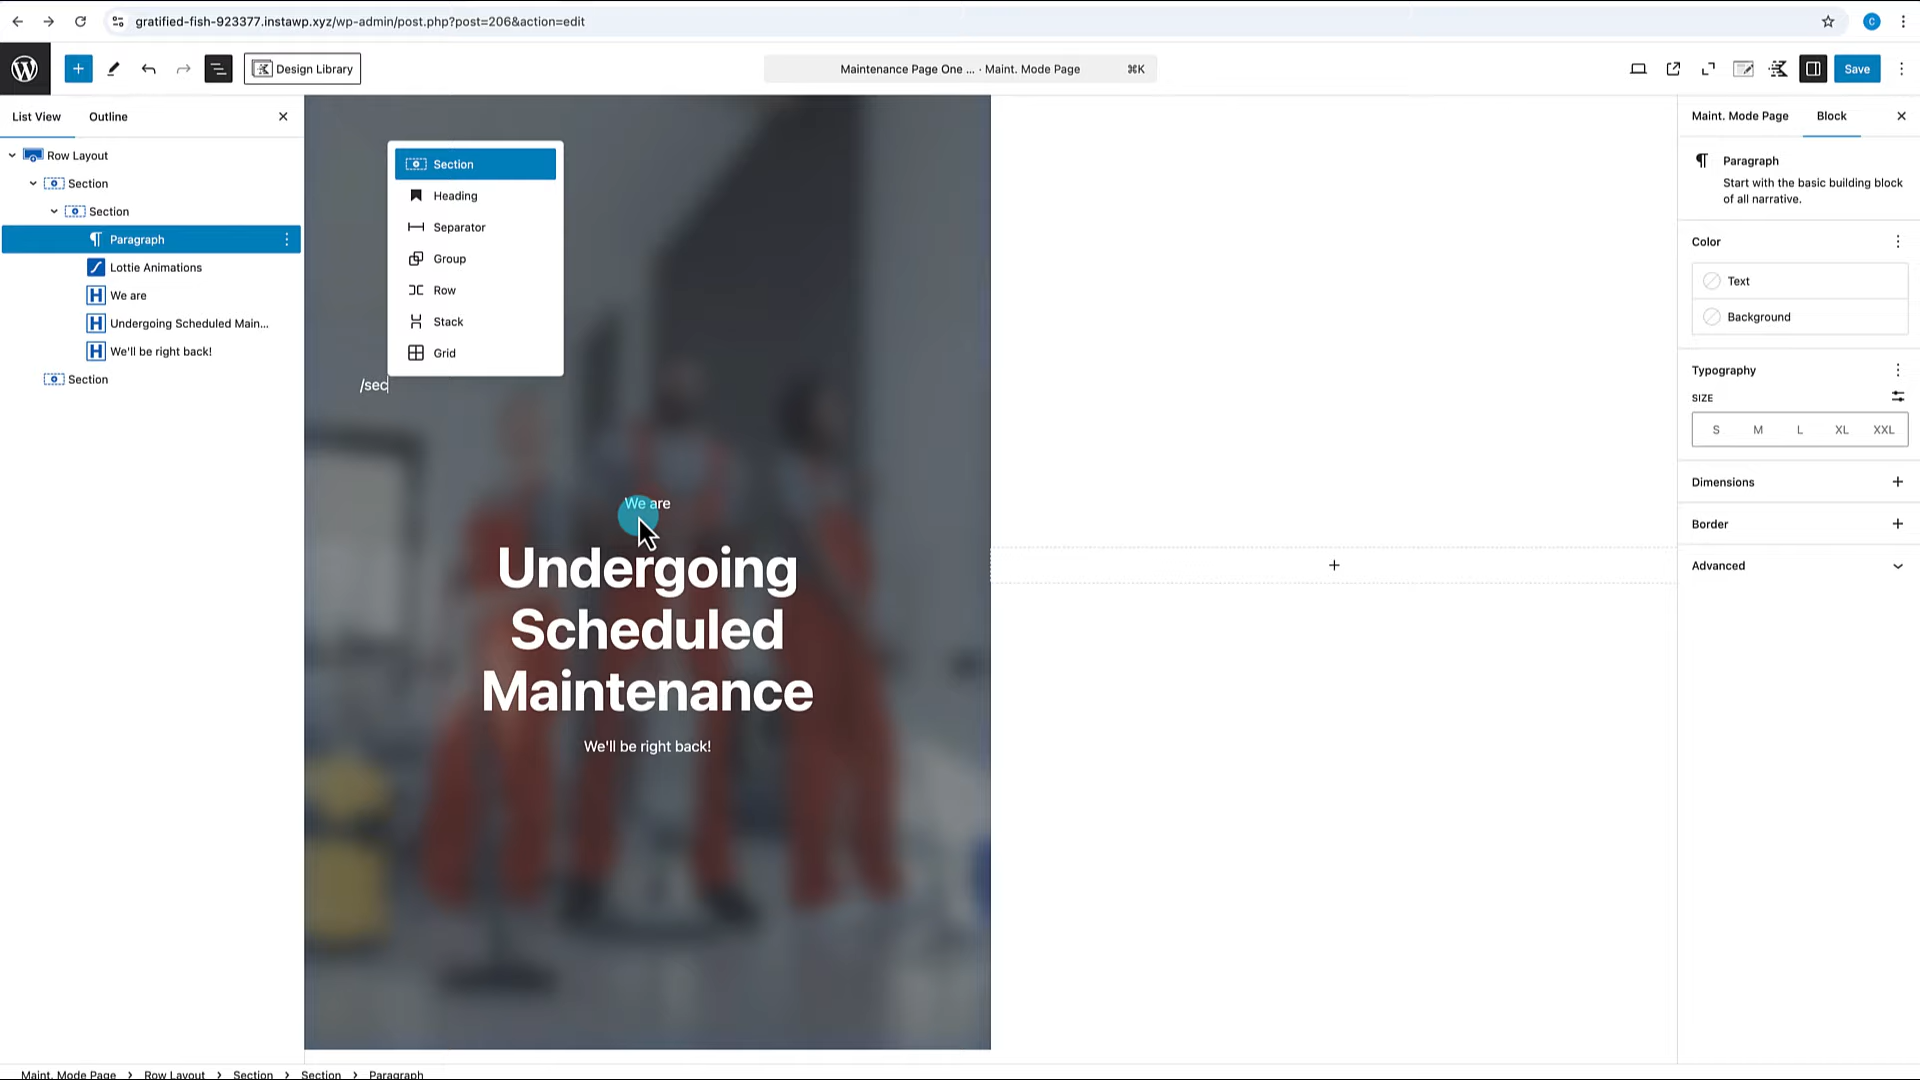 gratified-fish-923377.instawp.xyz/wp-admin/post.php?post=206&action=edit
C
Design Library
Maintenance Page One ... · Maint. Mode Page
⌘K
Save
List View
Outline
Row Layout
Section
Section
Paragraph
Lottie Animations
We are
Undergoing Scheduled Main...
We'll be right back!
Section
Section
Heading
Separator
Group
Row
Stack
Grid
/sec
We are
Undergoing
Scheduled
Maintenance
We'll be right back!
Maint. Mode Page
Block
Paragraph
Start with the basic building block
of all narrative.
Color
Text
Background
Typography
SIZE
S M L XL XXL
Dimensions
Border
Advanced
Maint. Mode Page > Row Layout > Section > Section > Paragraph